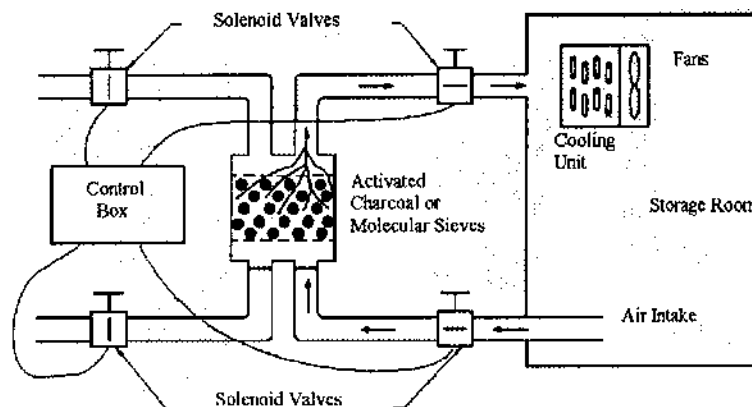 Solenoid Valves
Fans
Cooling
Unit
Control
Box
Activated
Charcoal or
Molecular Sieves
Storage Room
Air Intake
Solenoid Valves